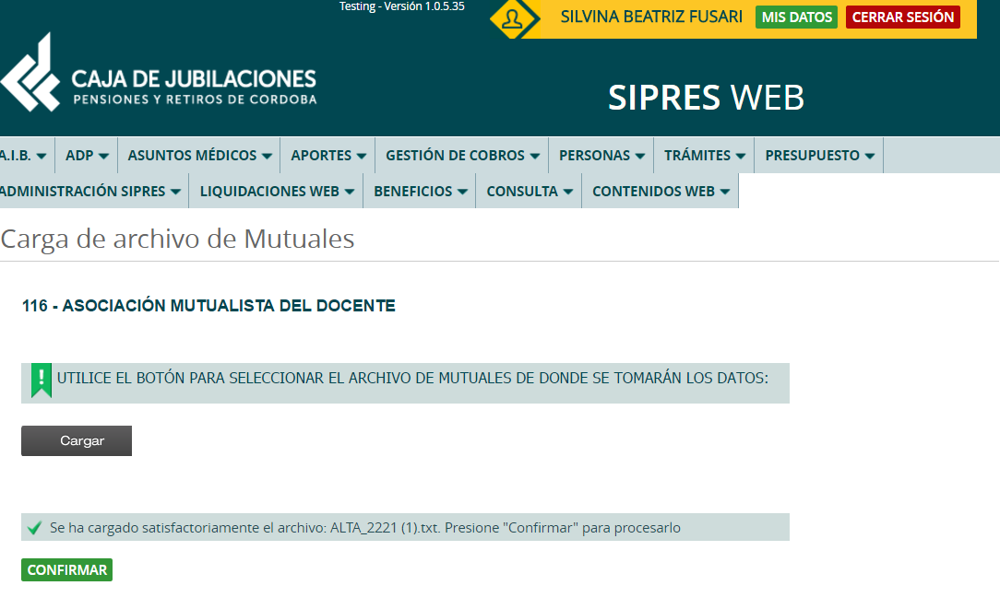 Testing - Versión 1.0.5.35
SILVINA BEATRIZ FUSARI
MIS DATOS
CERRAR SESIÓN
CAJA DE JUBILACIONES
PENSIONES Y RETIROS DE CORDOBA
SIPRES WEB
A.I.B.
ADP
ASUNTOS MÉDICOS
APORTES
GESTIÓN DE COBROS
PERSONAS
TRÁMITES
PRESUPUESTO
ADMINISTRACIÓN SIPRES
LIQUIDACIONES WEB
BENEFICIOS
CONSULTA
CONTENIDOS WEB
Carga de archivo de Mutuales
116 - ASOCIACIÓN MUTUALISTA DEL DOCENTE
UTILICE EL BOTÓN PARA SELECCIONAR EL ARCHIVO DE MUTUALES DE DONDE SE TOMARÁN LOS DATOS:
Cargar
Se ha cargado satisfactoriamente el archivo: ALTA_2221 (1).txt. Presione "Confirmar" para procesarlo
CONFIRMAR